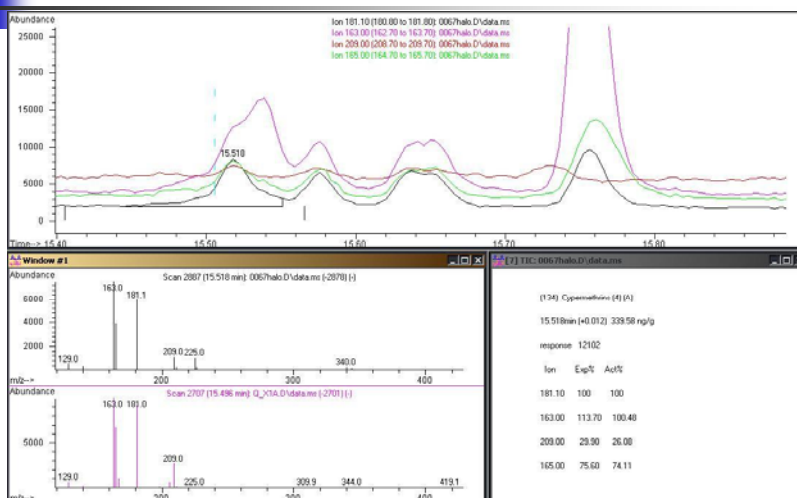 Abundance
Ion 181.10 (180.80 to 181.80): 0067halo.D\data.ms
Ion 163.00 (162.70 to 163.70): 0067halo.D\data.ms
Ion 209.00 (208.70 to 209.70): 0067halo.D\data.ms
Ion 165.00 (164.70 to 165.70): 0067halo.D\data.ms
25000
20000
15000
10000
5000
0
15.518
Time--> 15.40 15.50 15.60 15.70 15.80
Window #1
Abundance
Scan 2887 (15.518 min): 0067halo.D\data.ms (-2878) (-)
6000
4000
2000
163.0
181.1
129.0
209.0 225.0
340.0
m/z--> 200 300 400
Abundance
Scan 2707 (15.496 min): Q_X1A.D\data.ms (-2701) (-)
5000
163.0 181.0
129.0
209.0
225.0
309.9 344.0 419.1
m/z--> 200 300 400
[7] TIC: 0067halo.D\data.ms
(134) Cypermethrins (4) (A)
15.518min (+0.012) 339.58 ng/g
response 12102
Ion Exp% Act%
181.10 100 100
163.00 113.70 100.48
209.00 29.90 26.08
165.00 75.60 74.11